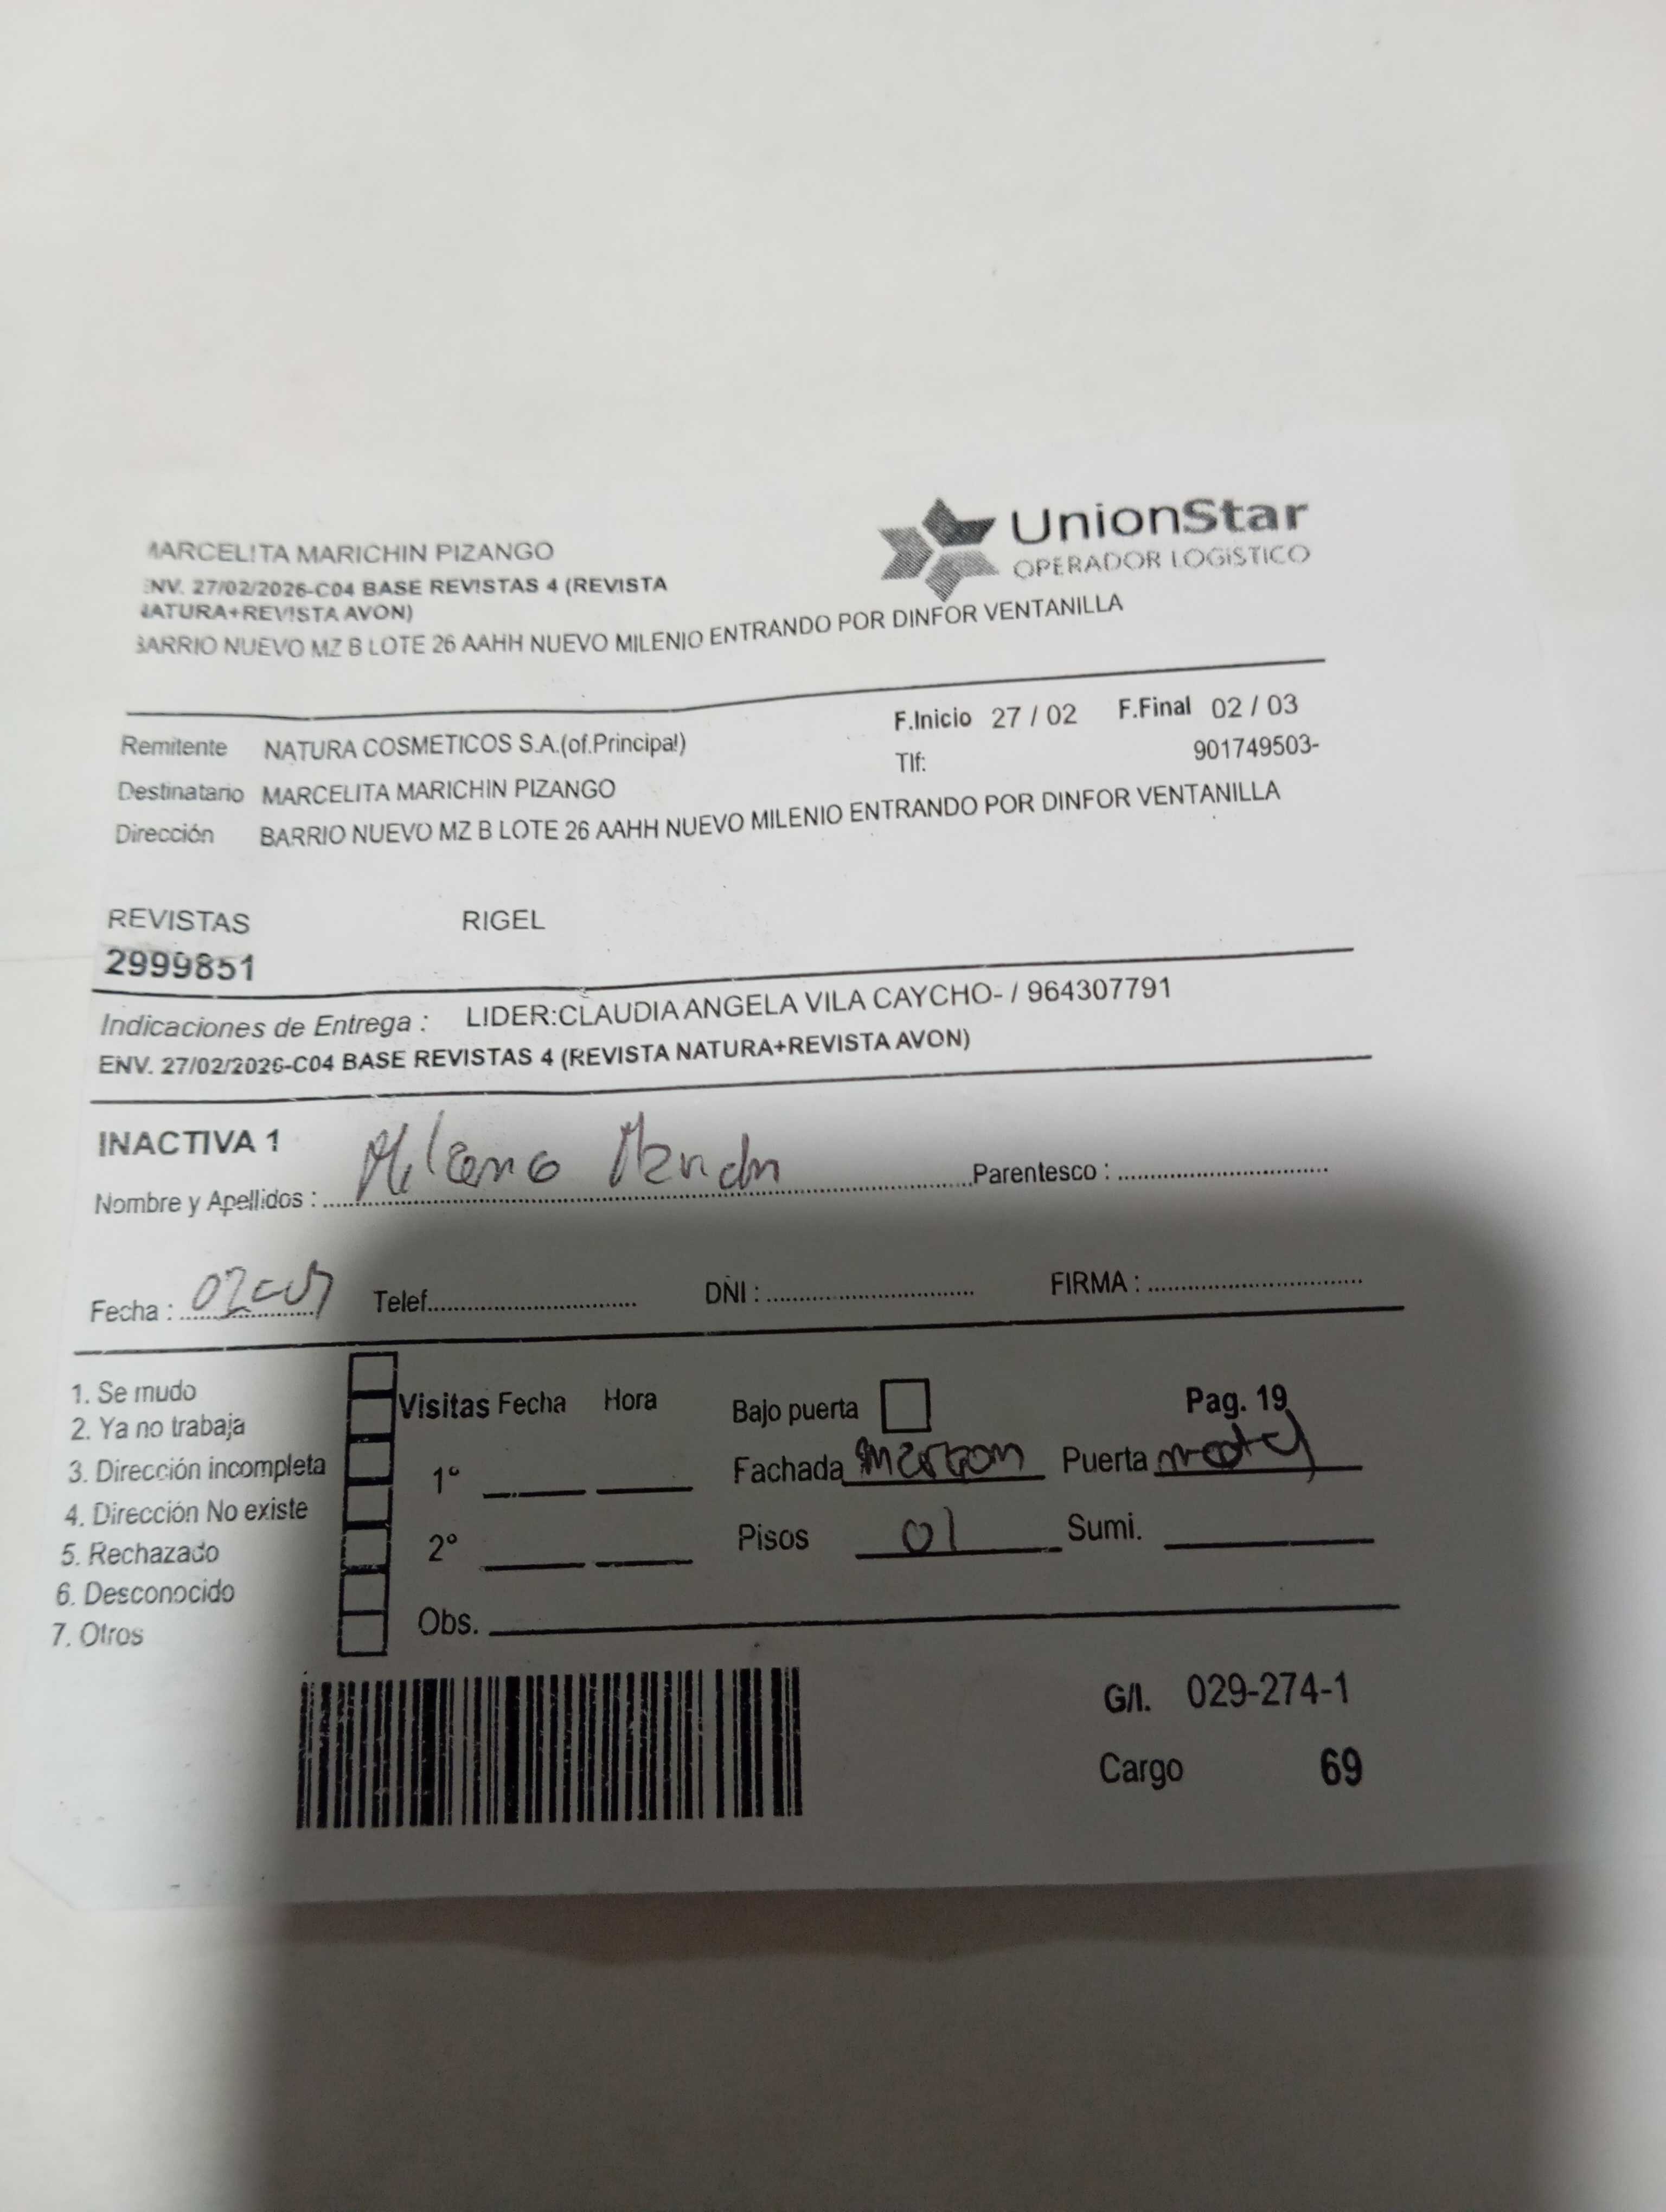 MARCELITA MARICHIN PIZANGO
ENV. 27/02/2026-C04 BASE REVISTAS 4 (REVISTA
NATURA+REVISTA AVON)
BARRIO NUEVO MZ B LOTE 26 AAHH NUEVO MILENIO ENTRANDO POR DINFOR VENTANILLA
UnionStar
OPERADOR LOGISTICO
F.Inicio 27 / 02 F.Final 02 / 03
Remitente NATURA COSMETICOS S.A.(of.Principal)
Tlf: 901749503-
Destinatario MARCELITA MARICHIN PIZANGO
Dirección BARRIO NUEVO MZ B LOTE 26 AAHH NUEVO MILENIO ENTRANDO POR DINFOR VENTANILLA
REVISTAS RIGEL
2999851
Indicaciones de Entrega : LIDER:CLAUDIA ANGELA VILA CAYCHO- / 964307791
ENV. 27/02/2026-C04 BASE REVISTAS 4 (REVISTA NATURA+REVISTA AVON)
INACTIVA 1
Nombre y Apellidos : Parentesco :
Fecha : Telef. DNI : FIRMA :
1. Se mudo
2. Ya no trabaja
3. Dirección incompleta
4. Dirección No existe
5. Rechazado
6. Desconocido
7. Otros
Visitas Fecha Hora
1°
2°
Obs.
Bajo puerta Pag. 19
Fachada Puerta
Pisos 01 Sumi.
G/I. 029-274-1
Cargo 69